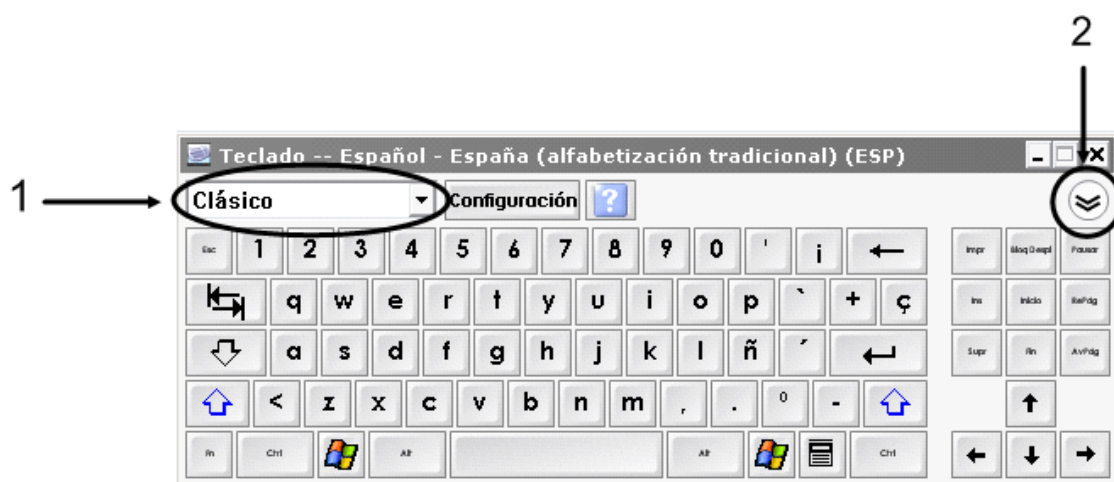 2
Teclado -- Español - España (alfabetización tradicional) (ESP)
1
Clásico Configuración ?
Esc 1 2 3 4 5 6 7 8 9 0 ' ¡ Impr Bloq Despl Pausar
q w e r t y u i o p ` + ç Ins Inicio RePág
a s d f g h j k l ñ ´ Supr Fin AvPág
< z x c v b n m , . º -
Fn Ctrl Alt Alt Ctrl